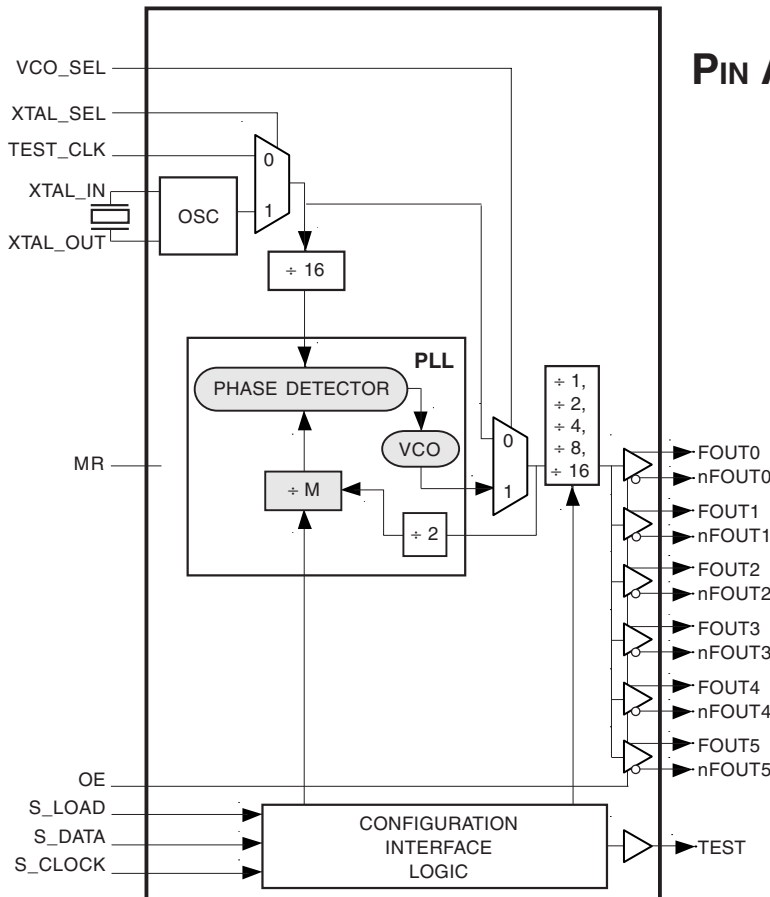 PIN A
VCO_SEL
XTAL_SEL
TEST_CLK
XTAL_IN
XTAL_OUT
OSC
0
1
÷ 16
PLL
PHASE DETECTOR
VCO
÷ M
÷ 2
0
1
÷ 1,
÷ 2,
÷ 4,
÷ 8,
÷ 16
MR
FOUT0
nFOUT0
FOUT1
nFOUT1
FOUT2
nFOUT2
FOUT3
nFOUT3
FOUT4
nFOUT4
FOUT5
nFOUT5
OE
S_LOAD
S_DATA
S_CLOCK
CONFIGURATION
INTERFACE
LOGIC
TEST